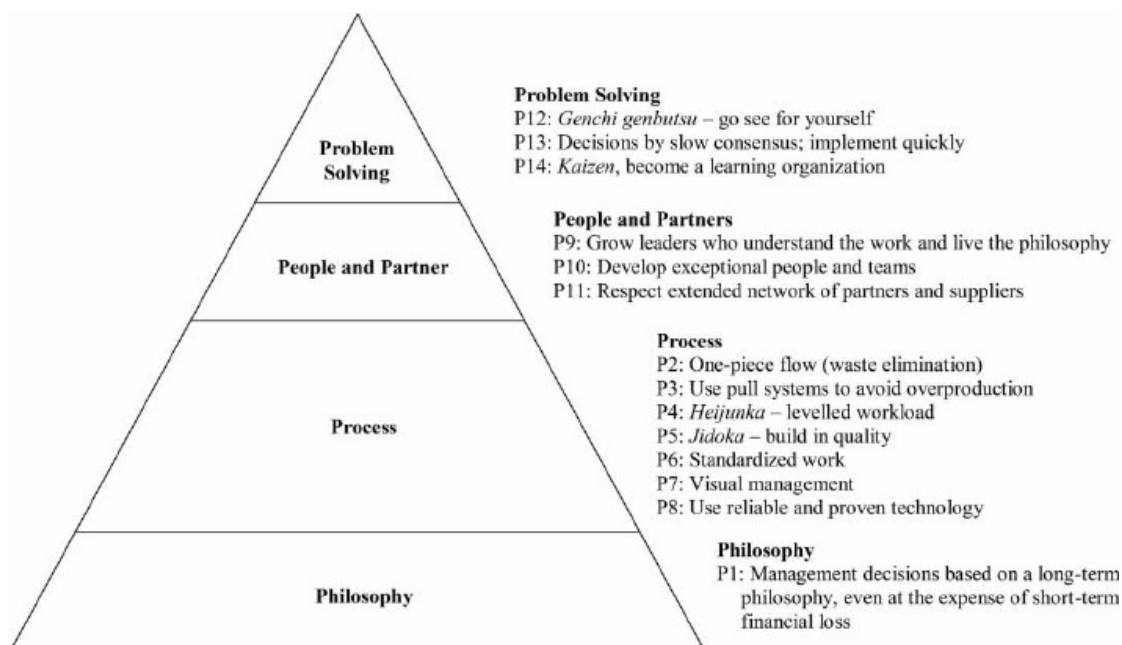 Problem Solving
P12: Genchi genbutsu – go see for yourself
P13: Decisions by slow consensus; implement quickly
P14: Kaizen, become a learning organization
Problem
Solving
People and Partners
P9: Grow leaders who understand the work and live the philosophy
P10: Develop exceptional people and teams
P11: Respect extended network of partners and suppliers
People and Partner
Process
P2: One-piece flow (waste elimination)
P3: Use pull systems to avoid overproduction
P4: Heijunka – levelled workload
P5: Jidoka – build in quality
P6: Standardized work
P7: Visual management
P8: Use reliable and proven technology
Process
Philosophy
P1: Management decisions based on a long-term
philosophy, even at the expense of short-term
financial loss
Philosophy